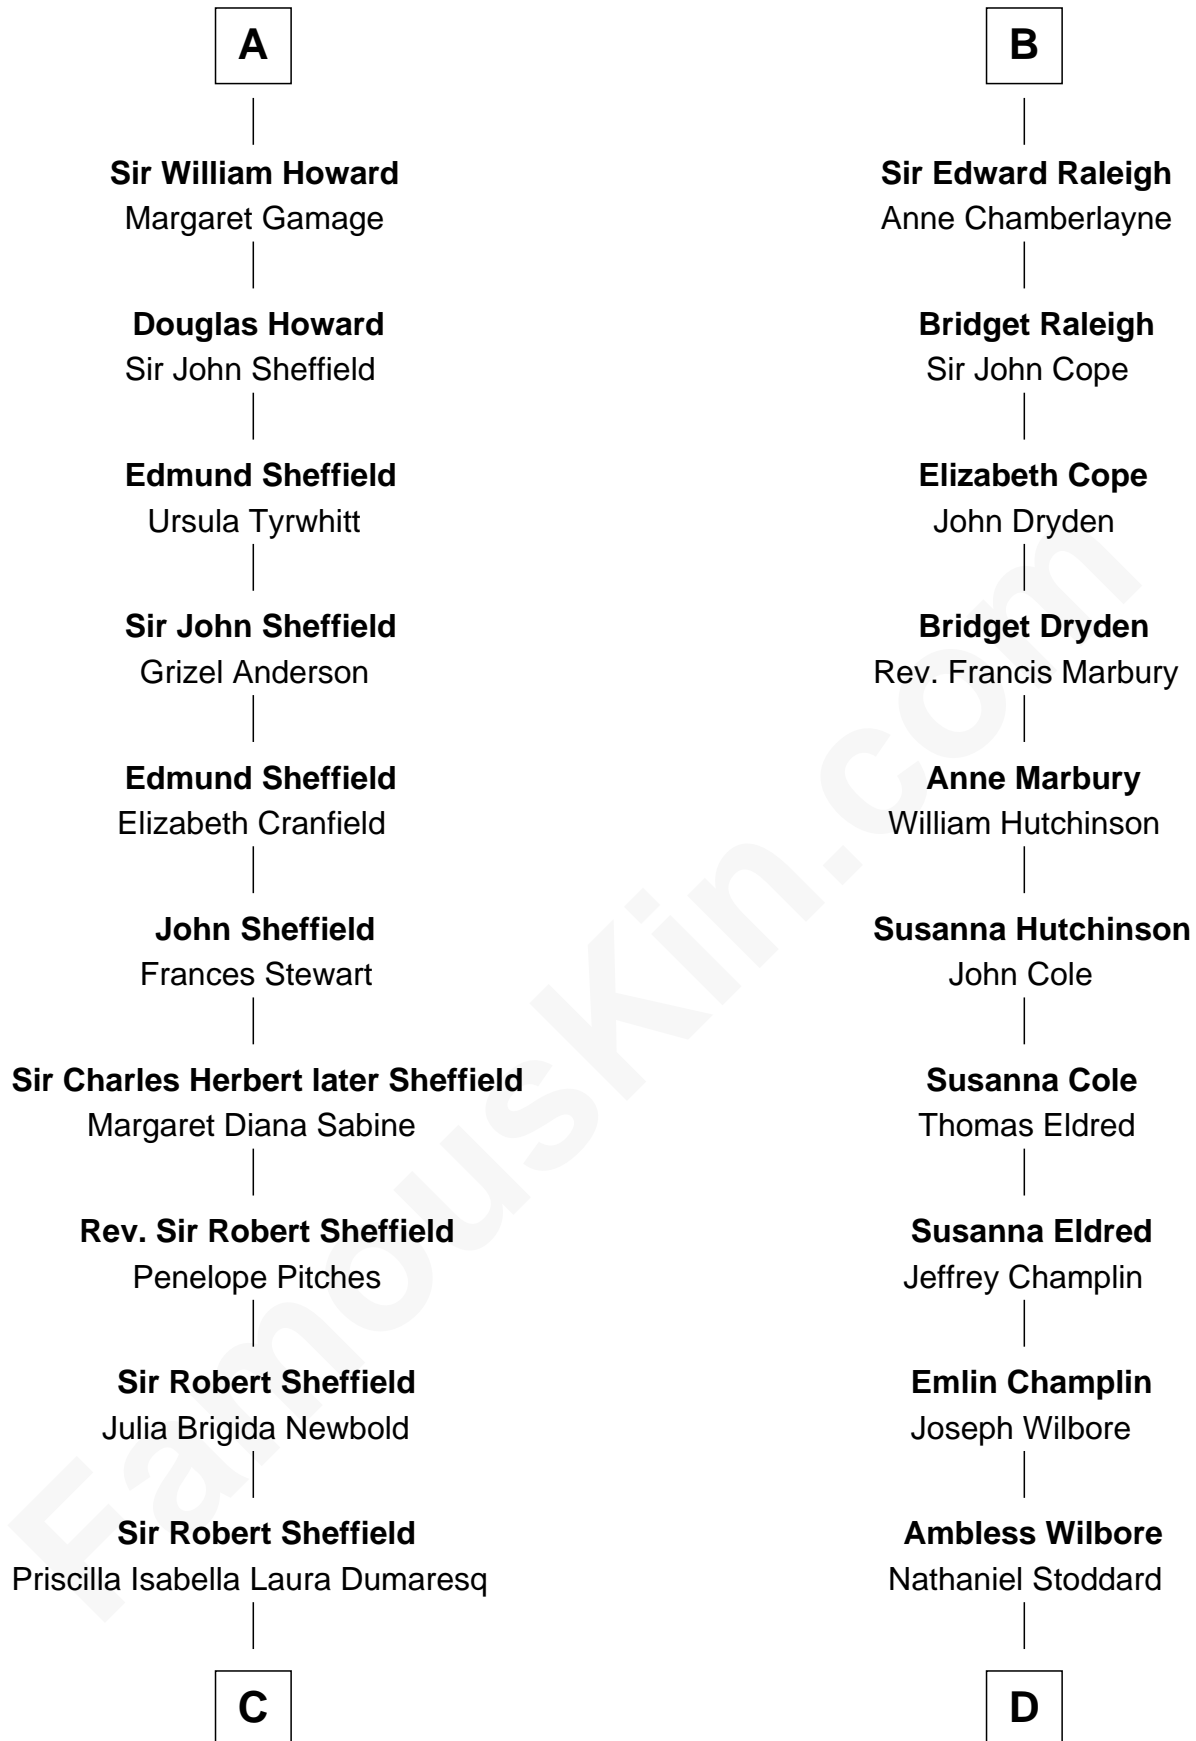 A
Sir William Howard
Margaret Gamage
Douglas Howard
Sir John Sheffield
Edmund Sheffield
Ursula Tyrwhitt
Sir John Sheffield
Grizel Anderson
Edmund Sheffield
Elizabeth Cranfield
John Sheffield
Frances Stewart
Sir Charles Herbert later Sheffield
Margaret Diana Sabine
Rev. Sir Robert Sheffield
Penelope Pitches
Sir Robert Sheffield
Julia Brigida Newbold
Sir Robert Sheffield
Priscilla Isabella Laura Dumaresq
C
B
Sir Edward Raleigh
Anne Chamberlayne
Bridget Raleigh
Sir John Cope
Elizabeth Cope
John Dryden
Bridget Dryden
Rev. Francis Marbury
Anne Marbury
William Hutchinson
Susanna Hutchinson
John Cole
Susanna Cole
Thomas Eldred
Susanna Eldred
Jeffrey Champlin
Emlin Champlin
Joseph Wilbore
Ambless Wilbore
Nathaniel Stoddard
D
FamousKin.com